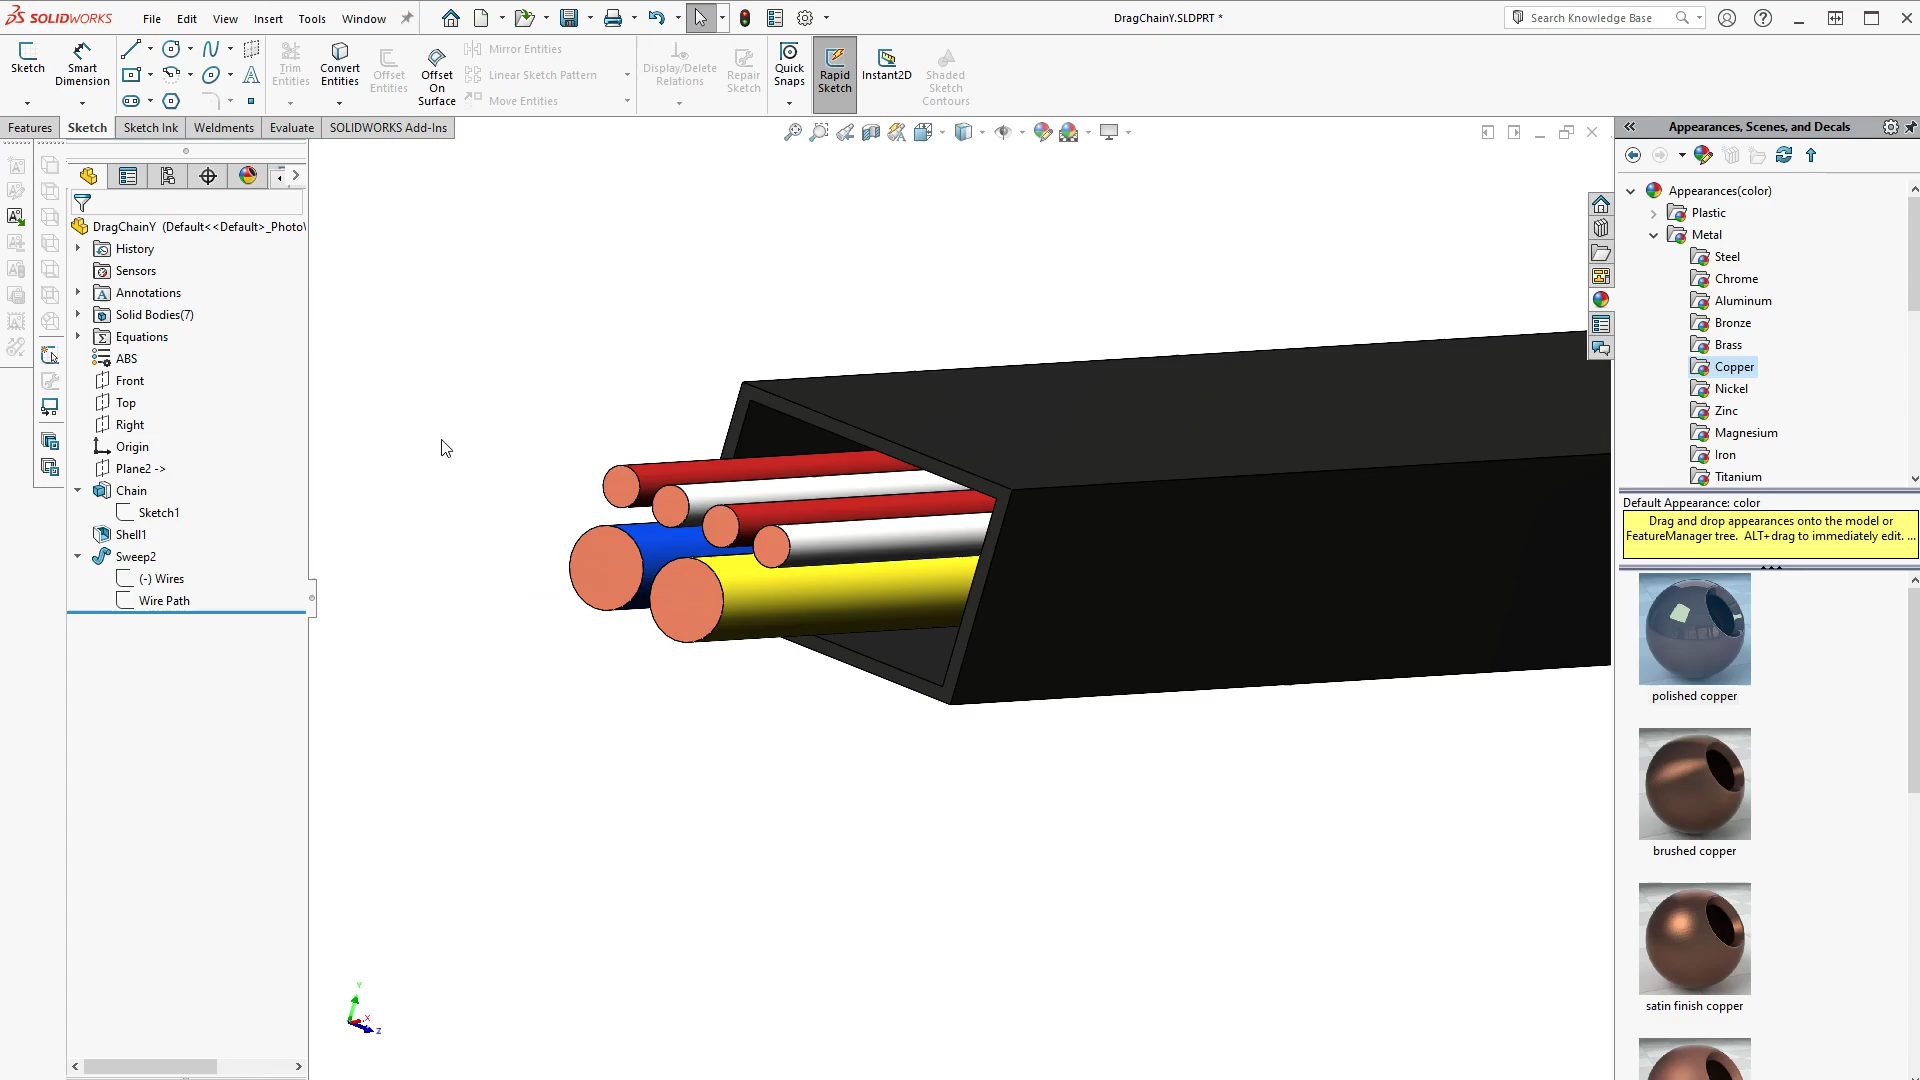 SOLIDWORKS
File
Edit
View
Insert
Tools
Window
DragChainY.SLDPRT *
Search Knowledge Base
Sketch
Smart
Dimension
Trim
Entities
Convert
Entities
Offset
Entities
Offset
On
Surface
Mirror Entities
Linear Sketch Pattern
Move Entities
Display/Delete
Relations
Repair
Sketch
Quick
Snaps
Rapid
Sketch
Instant2D
Shaded
Sketch
Contours
Features
Sketch
Sketch Ink
Weldments
Evaluate
SOLIDWORKS Add-Ins
DragChainY (Default<<Default>_Photo
History
Sensors
Annotations
Solid Bodies(7)
Equations
ABS
Front
Top
Right
Origin
Plane2 ->
Chain
Sketch1
Shell1
Sweep2
(-) Wires
Wire Path
Y
X
Z
Appearances, Scenes, and Decals
Appearances(color)
Plastic
Metal
Steel
Chrome
Aluminum
Bronze
Brass
Copper
Nickel
Zinc
Magnesium
Iron
Titanium
Default Appearance: color
Drag and drop appearances onto the model or
FeatureManager tree. ALT+drag to immediately edit. ...
polished copper
brushed copper
satin finish copper